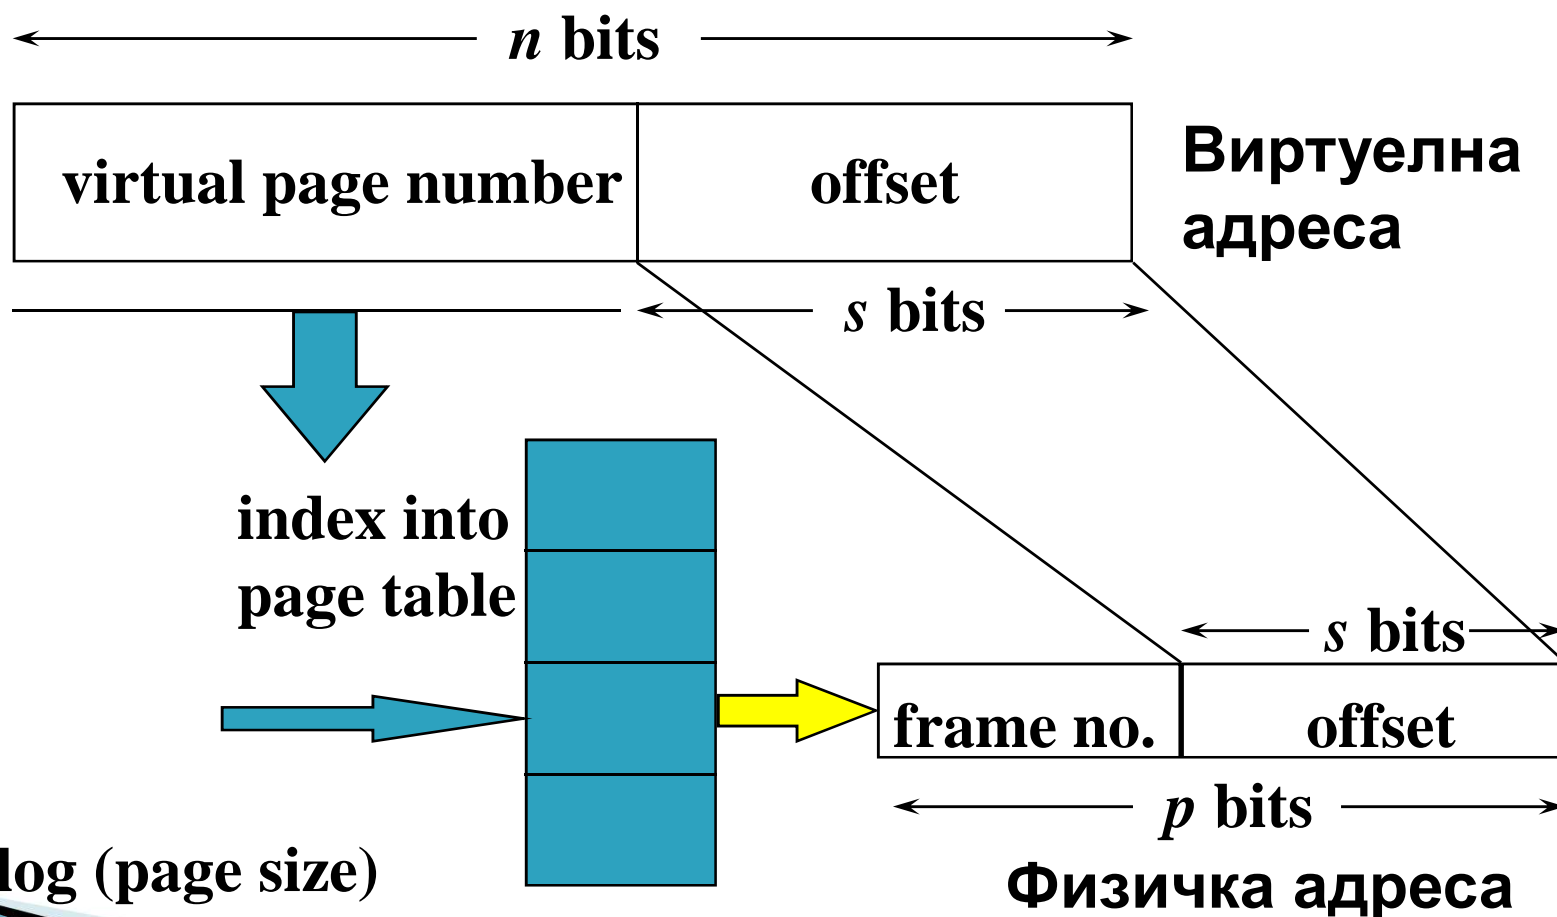 n bits
virtual page number
offset
Виртуелна
адреса
s bits
index into
page table
s bits
frame no.
offset
p bits
log (page size)
Физичка адреса